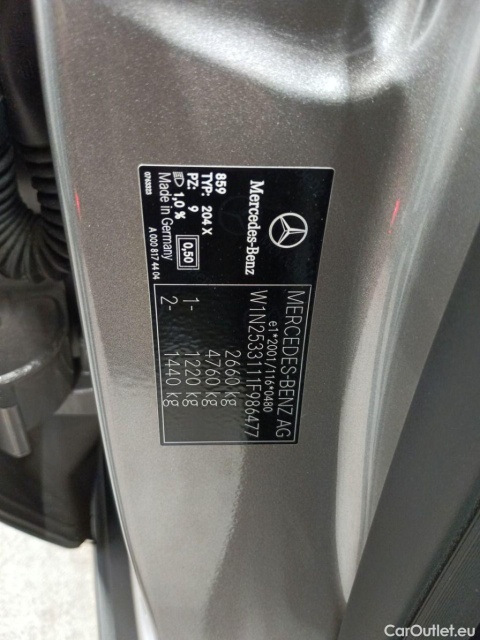 MERCEDES-BENZ AG
e1*2001/116*0480
W1N2533111F986477
2660 kg
4760 kg
1- 1220 kg
2- 1440 kg
Mercedes-Benz
859
TYP: 204 X
PZ: 9 0,50
1,0 %
Made in Germany
A 000 817 44 04
CarOutlet.eu